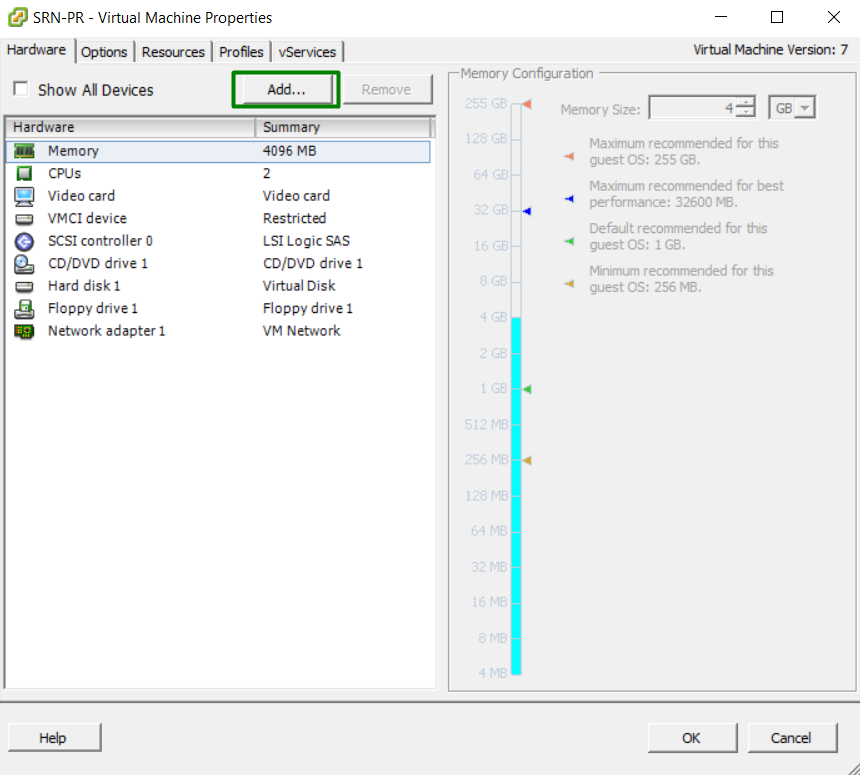 SRN-PR - Virtual Machine Properties
Hardware Options Resources Profiles vServices Virtual Machine Version: 7
Show All Devices Add... Remove
Hardware Summary
Memory 4096 MB
CPUs 2
Video card Video card
VMCI device Restricted
SCSI controller 0 LSI Logic SAS
CD/DVD drive 1 CD/DVD drive 1
Hard disk 1 Virtual Disk
Floppy drive 1 Floppy drive 1
Network adapter 1 VM Network
Memory Configuration
255 GB
128 GB
64 GB
32 GB
16 GB
8 GB
4 GB
2 GB
1 GB
512 MB
256 MB
128 MB
64 MB
32 MB
16 MB
8 MB
4 MB
Memory Size: 4 GB
Maximum recommended for this
guest OS: 255 GB.
Maximum recommended for best
performance: 32600 MB.
Default recommended for this
guest OS: 1 GB.
Minimum recommended for this
guest OS: 256 MB.
Help OK Cancel